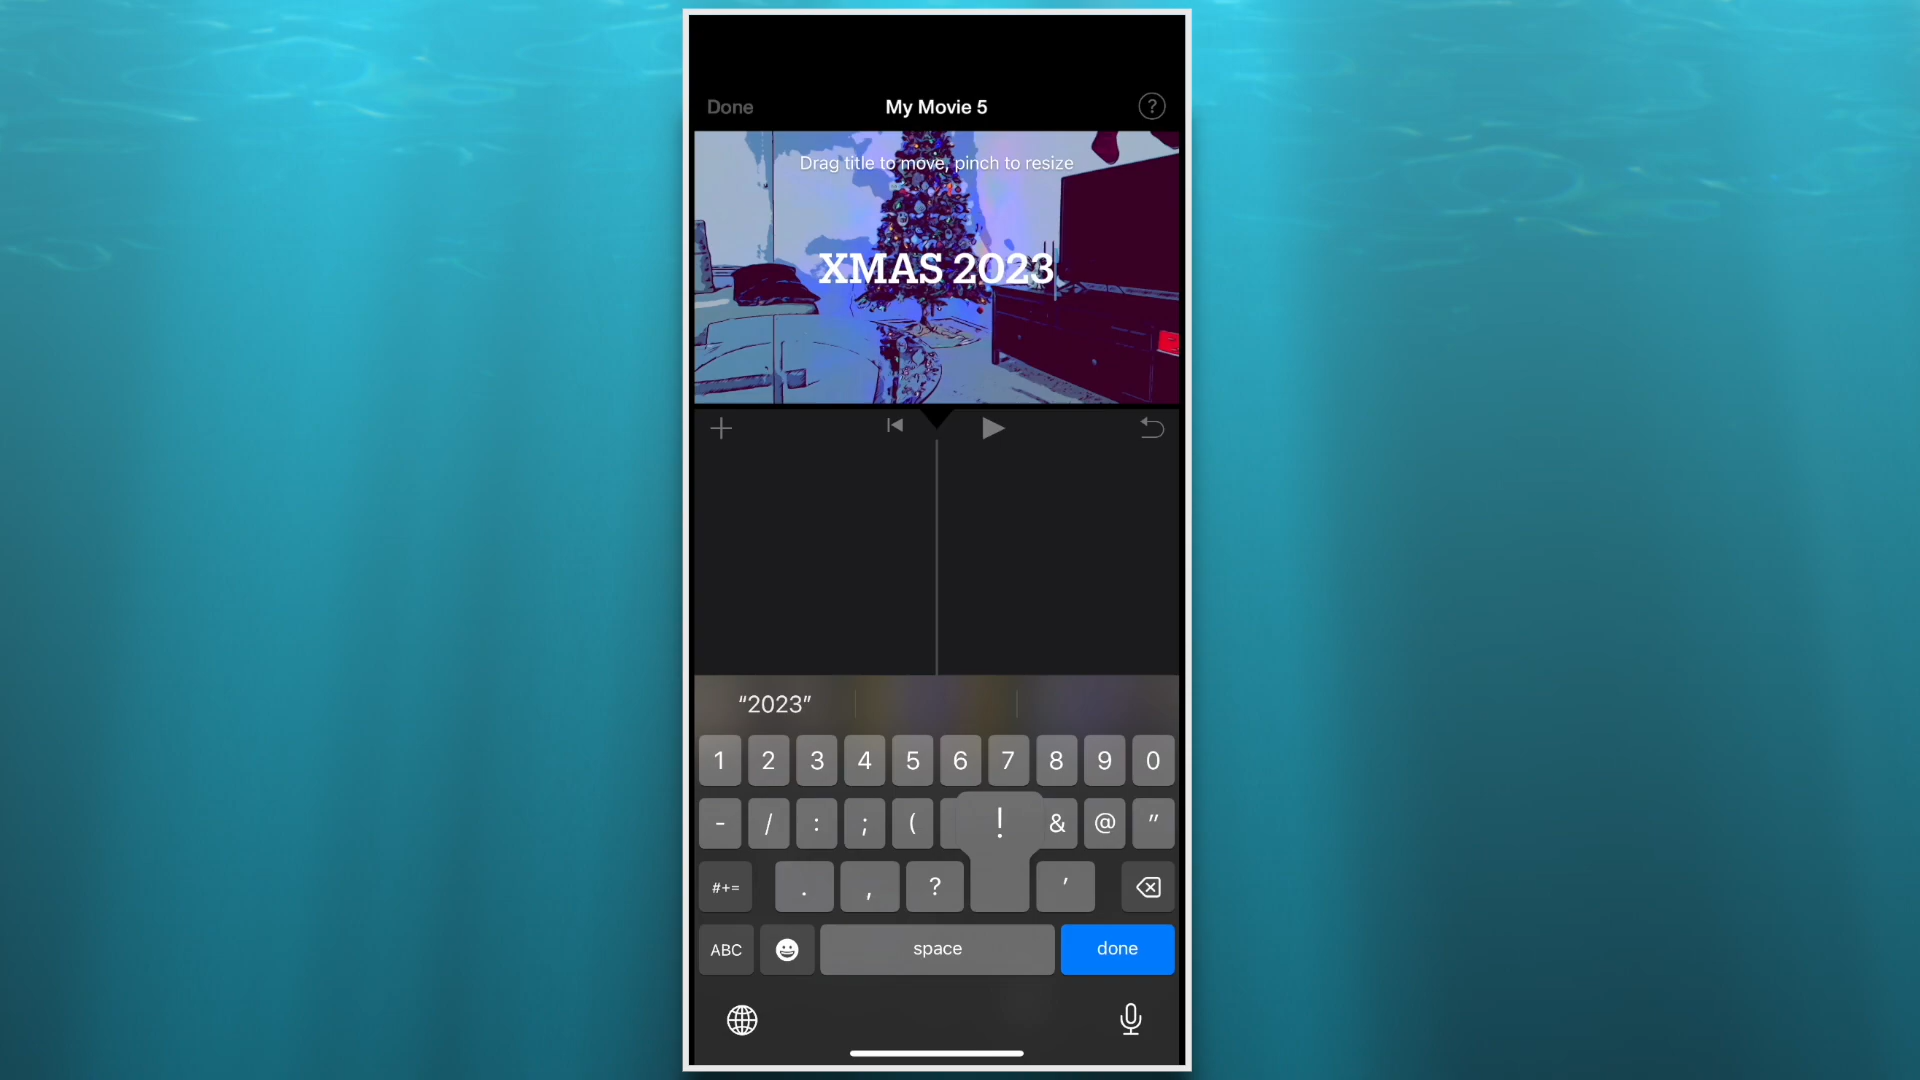 Done My Movie 5 ?
Drag title to move, pinch to resize
XMAS 2023
“2023”
1 2 3 4 5 6 7 8 9 0
- / : ; ( ! & @ "
#+= . , ? '
ABC space done